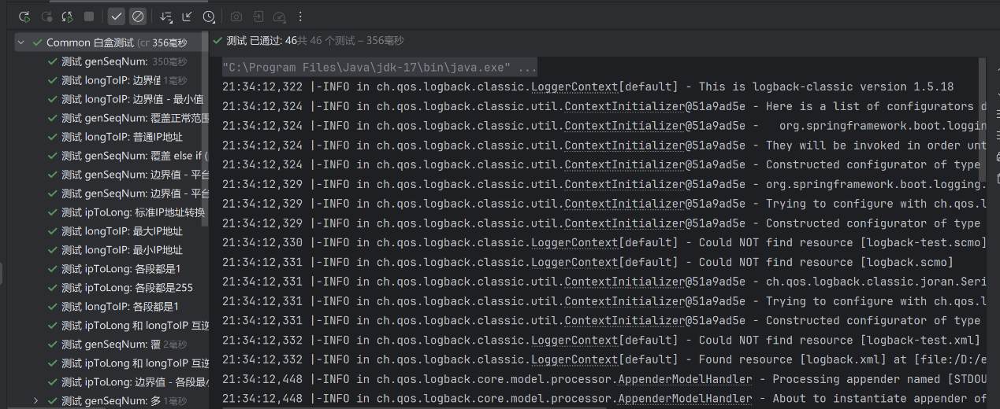 Common 白盒测试 (cr 356毫秒
测试 genSeqNum: 350毫秒
测试 longToIP: 边界值 1毫秒
测试 longToIP: 边界值 - 最小值
测试 genSeqNum: 覆盖正常范围
测试 longToIP: 普通IP地址
测试 genSeqNum: 覆盖 else if (
测试 genSeqNum: 边界值 - 平台
测试 genSeqNum: 边界值 - 平台
测试 ipToLong: 标准IP地址转换
测试 longToIP: 最大IP地址
测试 longToIP: 最小IP地址
测试 ipToLong: 各段都是1
测试 ipToLong: 各段都是255
测试 longToIP: 各段都是1
测试 ipToLong 和 longToIP 互逆
测试 genSeqNum: 覆 2毫秒
测试 ipToLong 和 longToIP 互逆
测试 ipToLong: 边界值 - 各段最小
测试 genSeqNum: 多 1毫秒
测试 已通过: 46共 46 个测试 – 356毫秒
"C:\Program Files\Java\jdk-17\bin\java.exe" ...
21:34:12,322 |-INFO in ch.qos.logback.classic.LoggerContext[default] - This is logback-classic version 1.5.18
21:34:12,324 |-INFO in ch.qos.logback.classic.util.ContextInitializer@51a9ad5e - Here is a list of configurators d
21:34:12,324 |-INFO in ch.qos.logback.classic.util.ContextInitializer@51a9ad5e -   org.springframework.boot.loggin
21:34:12,324 |-INFO in ch.qos.logback.classic.util.ContextInitializer@51a9ad5e - They will be invoked in order unt
21:34:12,324 |-INFO in ch.qos.logback.classic.util.ContextInitializer@51a9ad5e - Constructed configurator of type
21:34:12,329 |-INFO in ch.qos.logback.classic.util.ContextInitializer@51a9ad5e - org.springframework.boot.logging.
21:34:12,329 |-INFO in ch.qos.logback.classic.util.ContextInitializer@51a9ad5e - Trying to configure with ch.qos.l
21:34:12,329 |-INFO in ch.qos.logback.classic.util.ContextInitializer@51a9ad5e - Constructed configurator of type
21:34:12,330 |-INFO in ch.qos.logback.classic.LoggerContext[default] - Could NOT find resource [logback-test.scmo]
21:34:12,331 |-INFO in ch.qos.logback.classic.LoggerContext[default] - Could NOT find resource [logback.scmo]
21:34:12,331 |-INFO in ch.qos.logback.classic.util.ContextInitializer@51a9ad5e - ch.qos.logback.classic.joran.Seri
21:34:12,331 |-INFO in ch.qos.logback.classic.util.ContextInitializer@51a9ad5e - Trying to configure with ch.qos.l
21:34:12,331 |-INFO in ch.qos.logback.classic.util.ContextInitializer@51a9ad5e - Constructed configurator of type
21:34:12,332 |-INFO in ch.qos.logback.classic.LoggerContext[default] - Could NOT find resource [logback-test.xml]
21:34:12,332 |-INFO in ch.qos.logback.classic.LoggerContext[default] - Found resource [logback.xml] at [file:/D:/e
21:34:12,448 |-INFO in ch.qos.logback.core.model.processor.AppenderModelHandler - Processing appender named [STDOU
21:34:12,448 |-INFO in ch.qos.logback.core.model.processor.AppenderModelHandler - About to instantiate appender of